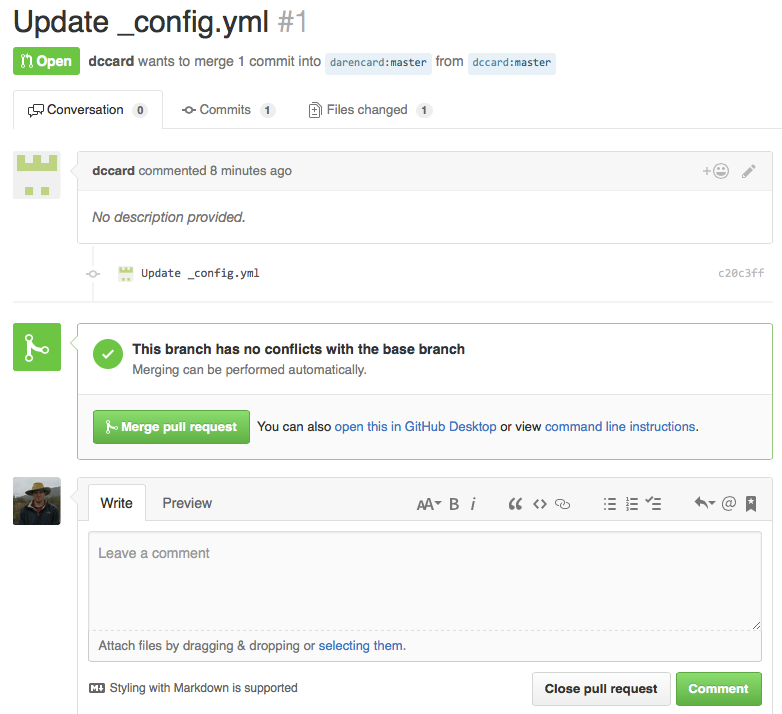 Update _config.yml #1
Open dccard wants to merge 1 commit into darencard:master from dccard:master
Conversation 0 Commits 1 Files changed 1
dccard commented 8 minutes ago
No description provided.
Update _config.yml c20c3ff
This branch has no conflicts with the base branch
Merging can be performed automatically.
Merge pull request You can also open this in GitHub Desktop or view command line instructions.
Write Preview AA B i
Leave a comment
Attach files by dragging & dropping or selecting them.
Styling with Markdown is supported Close pull request Comment